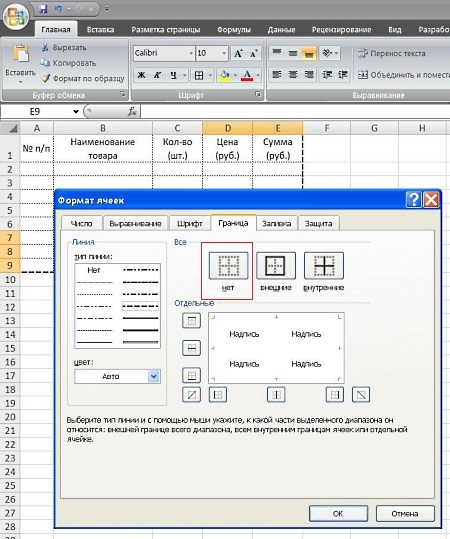 Главная Вставка Разметка страницы Формулы Данные Рецензирование Вид Разработ
Вставить
Вырезать
Копировать
Формат по образцу
Буфер обмена
Calibri 10
Ж К Ч
Шрифт
Перенос текста
Объединить и помести
Выравнивание
E9 fx
A B C D E F G H
1 № п/п Наименование товара Кол-во (шт.) Цена (руб.) Сумма (руб.)
2
3
4
5
6
7
8
9
10
11
12
13
14
15
16
17
18
19
20
21
22
23
24
25
26
27
28
Формат ячеек
Число Выравнивание Шрифт Граница Заливка Защита
Линия
тип линии:
Нет
цвет:
Авто
Все
нет внешние внутренние
Отдельные
Надпись Надпись
Надпись Надпись
Выберите тип линии и с помощью мыши укажите, к какой части выделенного диапазона он
относится: внешней границе всего диапазона, всем внутренним границам ячеек или отдельной
ячейке.
ОК Отмена